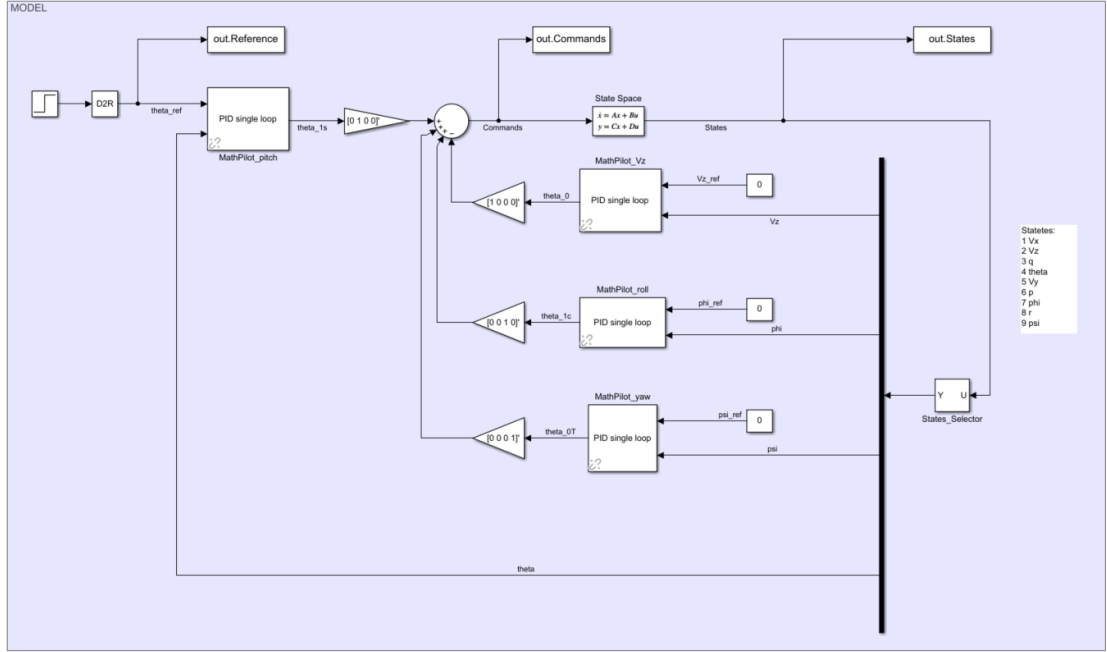 MODEL
out.Reference
out.Commands
out.States
D2R
theta_ref
PID single loop
MathPilot_pitch
theta_1s
[0 1 0 0]'
+
+
+
−
Commands
State Space
ẋ = Ax + Bu
y = Cx + Du
States
MathPilot_Vz
PID single loop
Vz_ref
0
Vz
theta_0
[1 0 0 0]'
MathPilot_roll
PID single loop
phi_ref
0
phi
theta_1c
[0 0 1 0]'
MathPilot_yaw
PID single loop
psi_ref
0
psi
theta_0T
[0 0 0 1]'
theta
Y U
States_Selector
Statetes:
1 Vx
2 Vz
3 q
4 theta
5 Vy
6 p
7 phi
8 r
9 psi